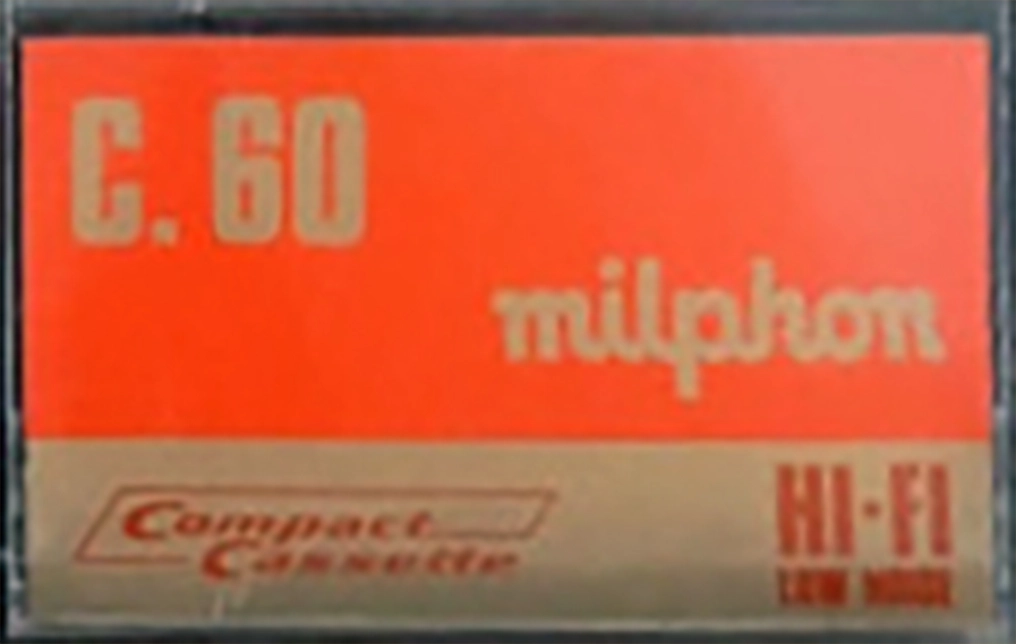 C. 60
milphon
Compact
Cassette
HI-FI
LOW NOISE